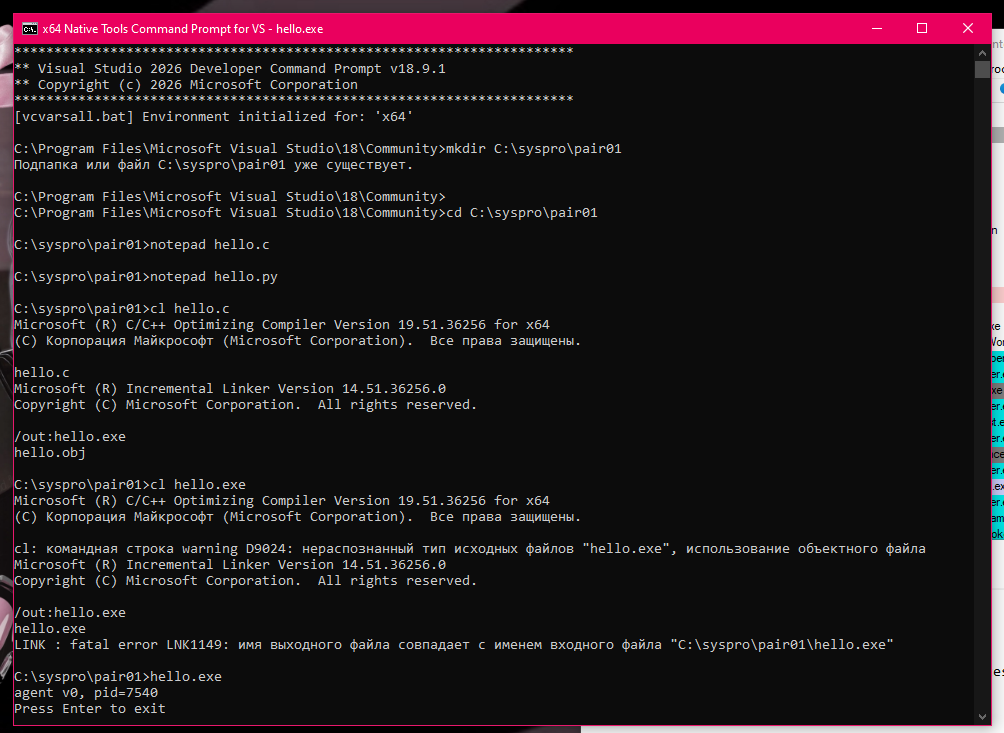 x64 Native Tools Command Prompt for VS - hello.exe
**********************************************************************
** Visual Studio 2026 Developer Command Prompt v18.9.1
** Copyright (c) 2026 Microsoft Corporation
**********************************************************************
[vcvarsall.bat] Environment initialized for: 'x64'
C:\Program Files\Microsoft Visual Studio\18\Community>mkdir C:\syspro\pair01
Подпапка или файл C:\syspro\pair01 уже существует.
C:\Program Files\Microsoft Visual Studio\18\Community>
C:\Program Files\Microsoft Visual Studio\18\Community>cd C:\syspro\pair01
C:\syspro\pair01>notepad hello.c
C:\syspro\pair01>notepad hello.py
C:\syspro\pair01>cl hello.c
Microsoft (R) C/C++ Optimizing Compiler Version 19.51.36256 for x64
(C) Корпорация Майкрософт (Microsoft Corporation).  Все права защищены.
hello.c
Microsoft (R) Incremental Linker Version 14.51.36256.0
Copyright (C) Microsoft Corporation.  All rights reserved.
/out:hello.exe
hello.obj
C:\syspro\pair01>cl hello.exe
Microsoft (R) C/C++ Optimizing Compiler Version 19.51.36256 for x64
(C) Корпорация Майкрософт (Microsoft Corporation).  Все права защищены.
cl: командная строка warning D9024: нераспознанный тип исходных файлов "hello.exe", использование объектного файла
Microsoft (R) Incremental Linker Version 14.51.36256.0
Copyright (C) Microsoft Corporation.  All rights reserved.
/out:hello.exe
hello.exe
LINK : fatal error LNK1149: имя выходного файла совпадает с именем входного файла "C:\syspro\pair01\hello.exe"
C:\syspro\pair01>hello.exe
agent v0, pid=7540
Press Enter to exit